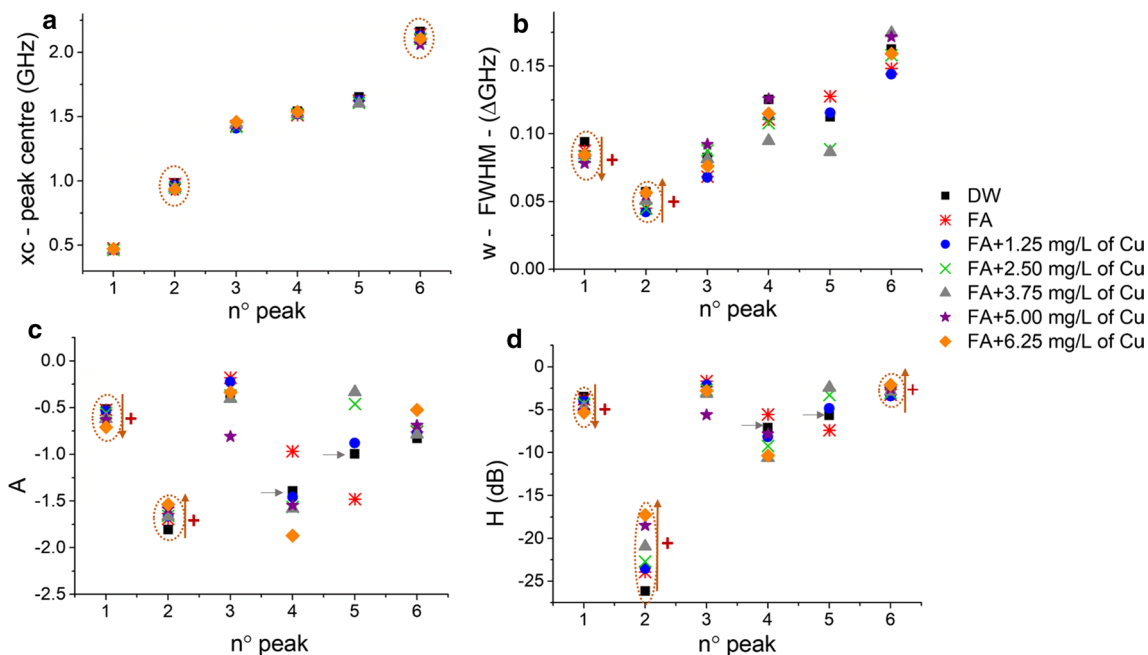 a
xc - peak centre (GHz)
2.0
1.5
1.0
0.5
1 2 3 4 5 6
n° peak
b
w - FWHM - (ΔGHz)
0.15
0.10
0.05
0.00
+
+
1 2 3 4 5 6
n° peak
DW
FA
FA+1.25 mg/L of Cu
FA+2.50 mg/L of Cu
FA+3.75 mg/L of Cu
FA+5.00 mg/L of Cu
FA+6.25 mg/L of Cu
c
A
0.0
-0.5
-1.0
-1.5
-2.0
-2.5
+
+
1 2 3 4 5 6
n° peak
d
H (dB)
0
-5
-10
-15
-20
-25
+
+
+
1 2 3 4 5 6
n° peak